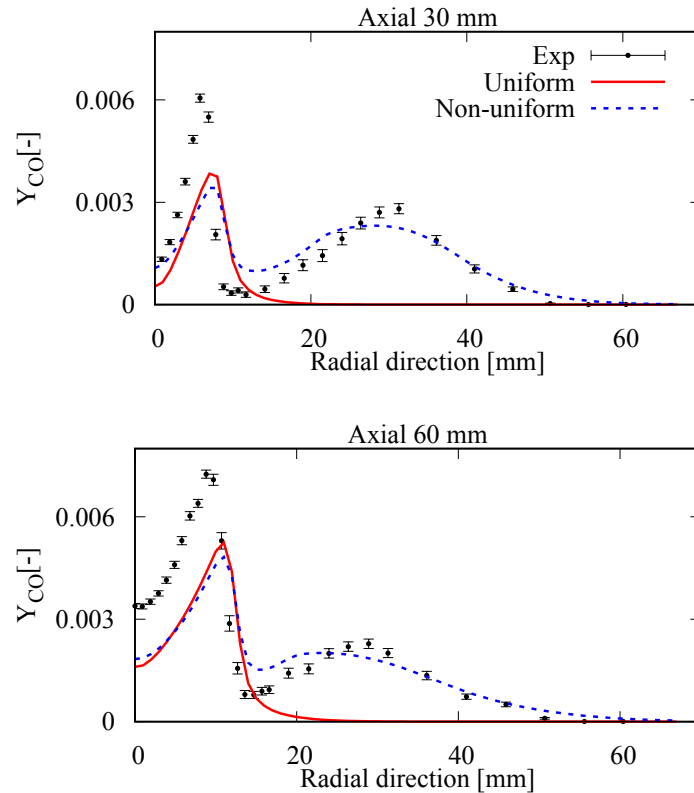 Axial 30 mm
Exp
Uniform
Non-uniform
Y_CO[-]
0.006
0.003
0
0 20 40 60
Radial direction [mm]
Axial 60 mm
Y_CO[-]
0.006
0.003
0
0 20 40 60
Radial direction [mm]